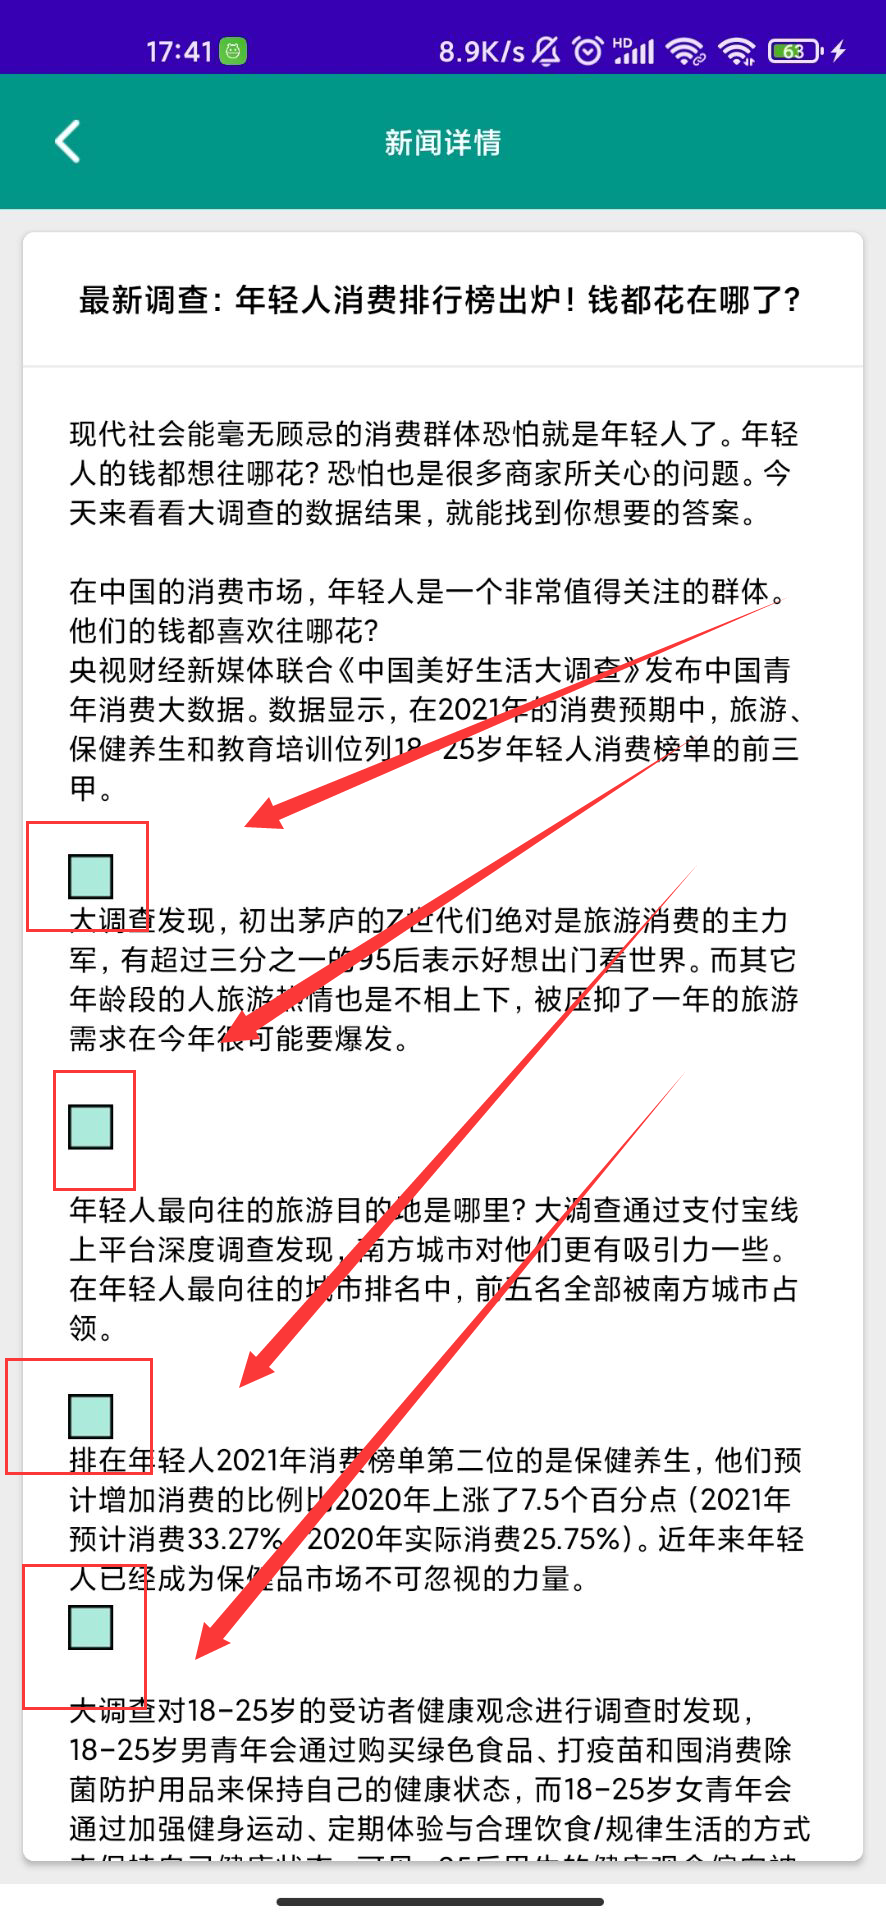 17:41
8.9K/s
HD
63
新闻详情
最新调查：年轻人消费排行榜出炉！钱都花在哪了？
现代社会能毫无顾忌的消费群体恐怕就是年轻人了。年轻
人的钱都想往哪花？恐怕也是很多商家所关心的问题。今
天来看看大调查的数据结果，就能找到你想要的答案。
在中国的消费市场，年轻人是一个非常值得关注的群体。
他们的钱都喜欢往哪花？
央视财经新媒体联合《中国美好生活大调查》发布中国青
年消费大数据。数据显示，在2021年的消费预期中，旅游、
保健养生和教育培训位列18-25岁年轻人消费榜单的前三
甲。
大调查发现，初出茅庐的Z世代们绝对是旅游消费的主力
军，有超过三分之一的95后表示好想出门看世界。而其它
年龄段的人旅游热情也是不相上下，被压抑了一年的旅游
需求在今年很可能要爆发。
年轻人最向往的旅游目的地是哪里？大调查通过支付宝线
上平台深度调查发现，南方城市对他们更有吸引力一些。
在年轻人最向往的城市排名中，前五名全部被南方城市占
领。
排在年轻人2021年消费榜单第二位的是保健养生，他们预
计增加消费的比例比2020年上涨了7.5个百分点（2021年
预计消费33.27%，2020年实际消费25.75%）。近年来年轻
人已经成为保健品市场不可忽视的力量。
大调查对18-25岁的受访者健康观念进行调查时发现，
18-25岁男青年会通过购买绿色食品、打疫苗和囤消费除
菌防护用品来保持自己的健康状态，而18-25岁女青年会
通过加强健身运动、定期体验与合理饮食/规律生活的方式